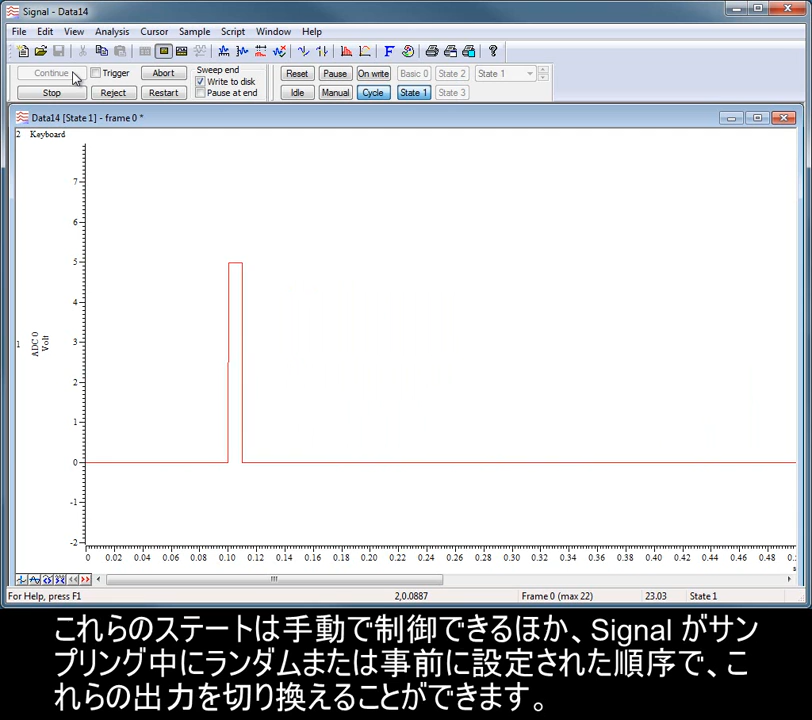 Signal - Data14
File Edit View Analysis Cursor Sample Script Window Help
Continue Trigger Abort Sweep end Reset Pause On write Basic 0 State 2 State 1
Write to disk
Stop Reject Restart Pause at end Idle Manual Cycle State 1 State 3
Data14 [State 1] - frame 0 *
2 Keyboard
7
6
5
4
3
2
1
0
-1
-2
1 ADC 0
Volt
0 0.02 0.04 0.06 0.08 0.10 0.12 0.14 0.16 0.18 0.20 0.22 0.24 0.26 0.28 0.30 0.32 0.34 0.36 0.38 0.40 0.42 0.44 0.46 0.48
s
For Help, press F1 2,0.0887 Frame 0 (max 22) 23.03 State 1
これらのステートは手動で制御できるほか、Signal がサン
プリング中にランダムまたは事前に設定された順序で、こ
れらの出力を切り換えることができます。